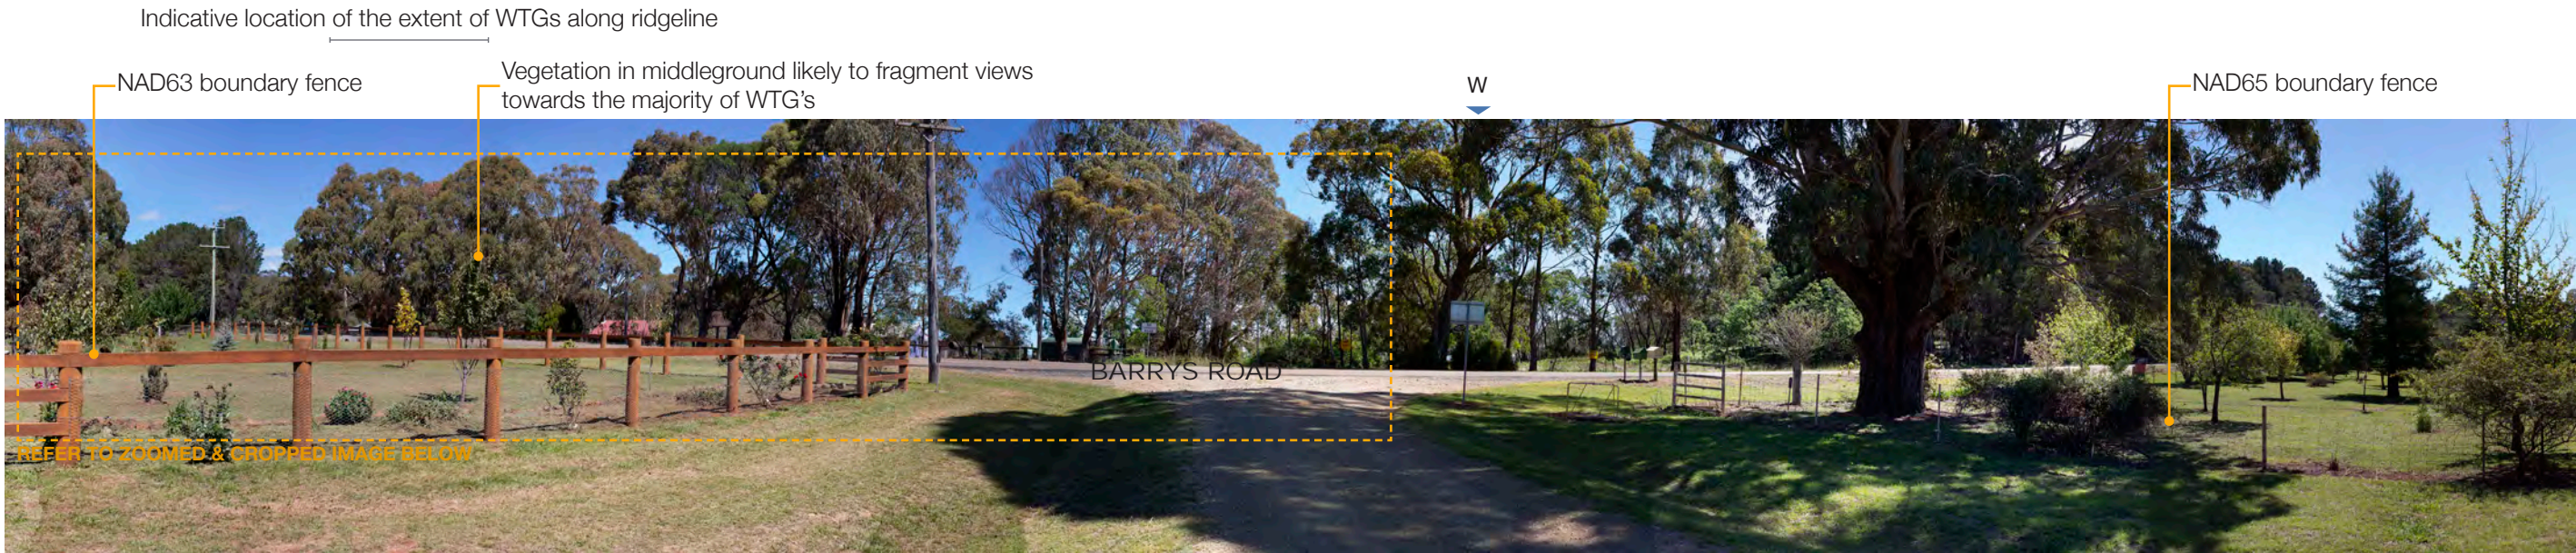 Indicative location of the extent of WTGs along ridgeline
NAD63 boundary fence
Vegetation in middleground likely to fragment views
towards the majority of WTG's
W
NAD65 boundary fence
BARRYS ROAD
REFER TO ZOOMED & CROPPED IMAGE BELOW